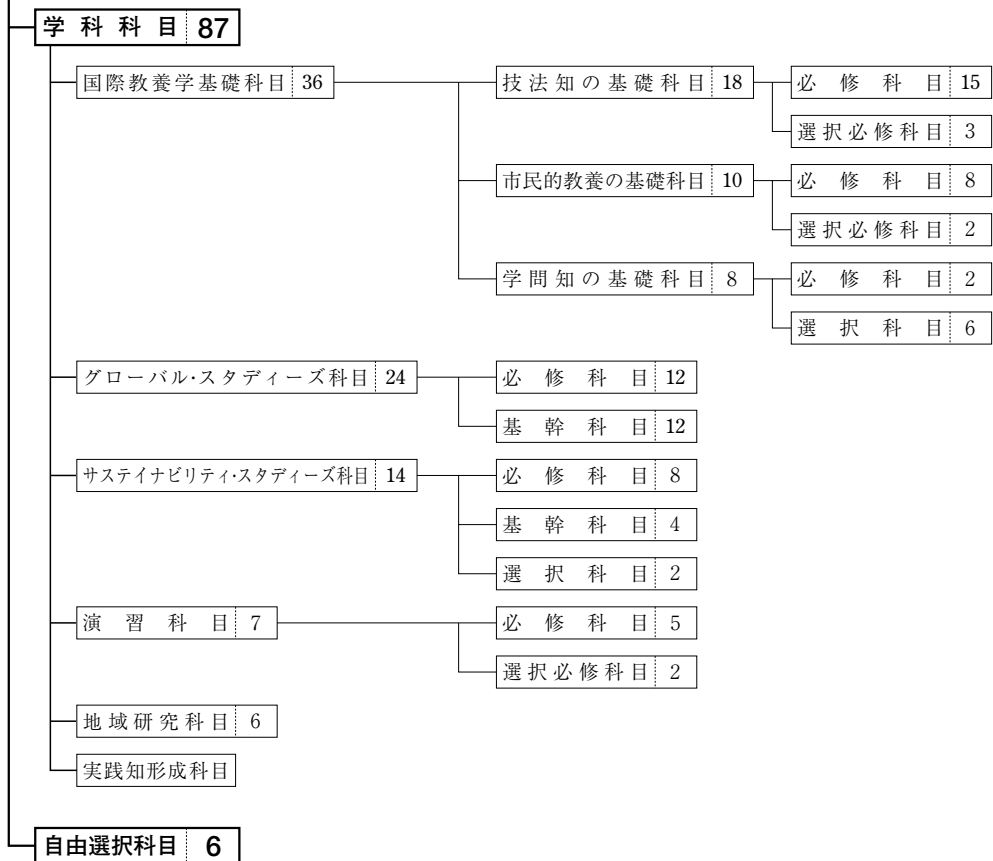 学科科目 87
国際教養学基礎科目 36
技法知の基礎科目 18
必修科目 15
選択必修科目 3
市民的教養の基礎科目 10
必修科目 8
選択必修科目 2
学問知の基礎科目 8
必修科目 2
選択科目 6
グローバル・スタディーズ科目 24
必修科目 12
基幹科目 12
サステイナビリティ・スタディーズ科目 14
必修科目 8
基幹科目 4
選択科目 2
演習科目 7
必修科目 5
選択必修科目 2
地域研究科目 6
実践知形成科目
自由選択科目 6